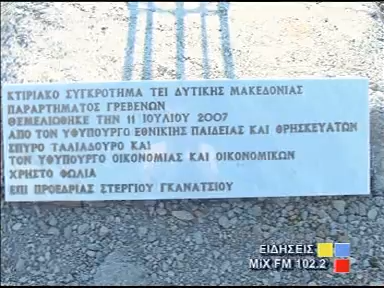 ΚΤΙΡΙΑΚΟ ΣΥΓΚΡΟΤΗΜΑ ΤΕΙ ΔΥΤΙΚΗΣ ΜΑΚΕΔΟΝΙΑΣ
ΠΑΡΑΡΤΗΜΑΤΟΣ ΓΡΕΒΕΝΩΝ
ΘΕΜΕΛΙΩΘΗΚΕ ΤΗΝ 11 ΙΟΥΛΙΟΥ 2007
ΑΠΟ ΤΟΝ ΥΦΥΠΟΥΡΓΟ ΕΘΝΙΚΗΣ ΠΑΙΔΕΙΑΣ ΚΑΙ ΘΡΗΣΚΕΥΑΤΩΝ
ΣΠΥΡΟ ΤΑΛΙΑΔΟΥΡΟ ΚΑΙ
ΤΟΝ ΥΦΥΠΟΥΡΓΟ ΟΙΚΟΝΟΜΙΑΣ ΚΑΙ ΟΙΚΟΝΟΜΙΚΩΝ
ΧΡΗΣΤΟ ΦΩΛΙΑ
ΕΠΙ ΠΡΟΕΔΡΙΑΣ ΣΤΕΡΓΙΟΥ ΓΚΑΝΑΤΣΙΟΥ
ΕΙΔΗΣΕΙΣ
MiX FM 102.2